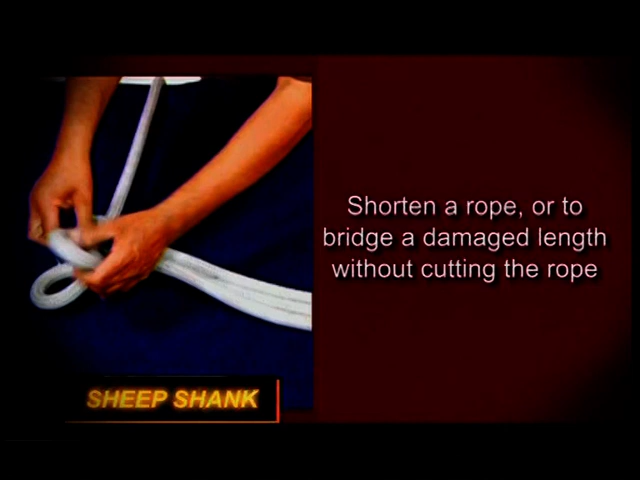 Shorten a rope, or to
bridge a damaged length
without cutting the rope
SHEEP SHANK